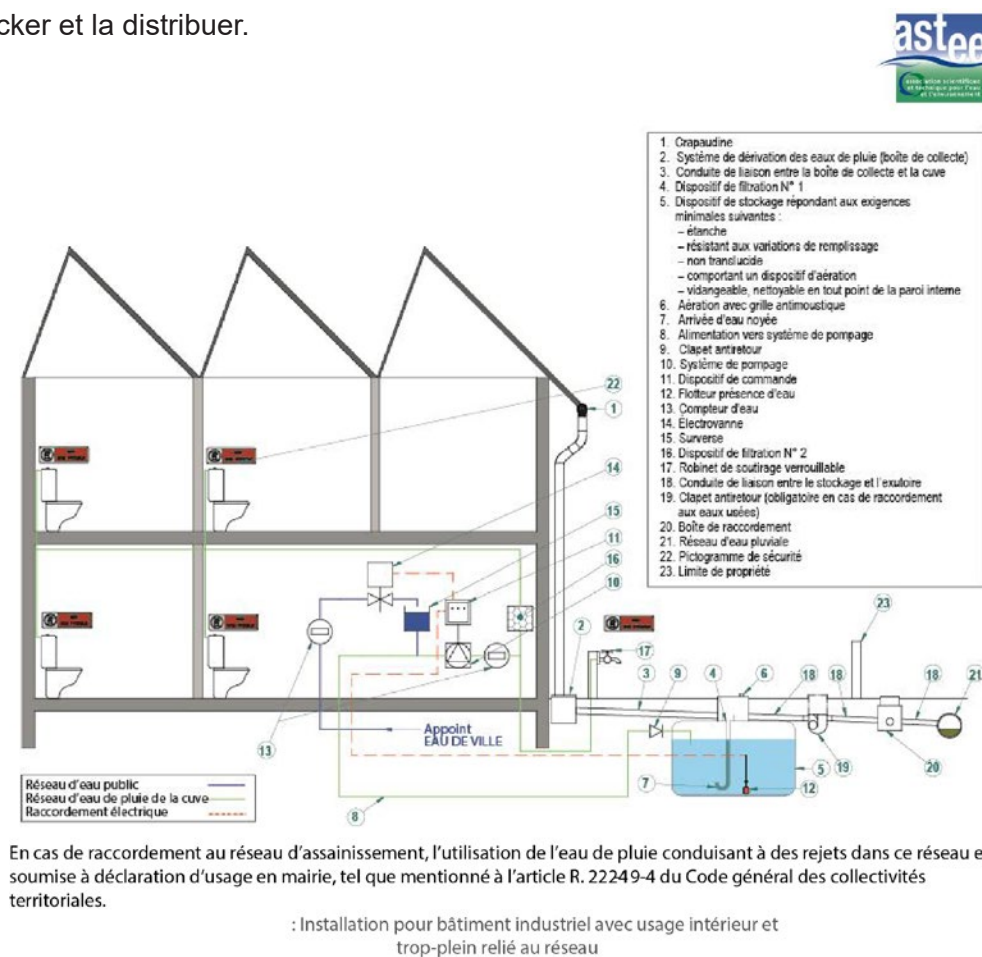 cker et la distribuer.
astee
association scientifique
et technique pour l'eau
et l'environnement
1. Crapaudine
2. Système de dérivation des eaux de pluie (boîte de collecte)
3. Conduite de liaison entre la boîte de collecte et la cuve
4. Dispositif de filtration N° 1
5. Dispositif de stockage répondant aux exigences
minimales suivantes :
– étanche
– résistant aux variations de remplissage
– non translucide
– comportant un dispositif d'aération
– vidangeable, nettoyable en tout point de la paroi interne
6. Aération avec grille antimoustique
7. Arrivée d'eau noyée
8. Alimentation vers système de pompage
9. Clapet antiretour
10. Système de pompage
11. Dispositif de commande
12. Flotteur présence d'eau
13. Compteur d'eau
14. Électrovanne
15. Surverse
16. Dispositif de filtration N° 2
17. Robinet de soutirage verrouillable
18. Conduite de liaison entre le stockage et l'exutoire
19. Clapet antiretour (obligatoire en cas de raccordement
aux eaux usées)
20. Boîte de raccordement
21. Réseau d'eau pluviale
22. Pictogramme de sécurité
23. Limite de propriété
22
1
14
15
11
16
10
23
2
17
3
9
4
6
18
18
18
21
13
Appoint
EAU DE VILLE
7
12
5
19
20
8
Réseau d'eau public
Réseau d'eau de pluie de la cuve
Raccordement électrique
En cas de raccordement au réseau d'assainissement, l'utilisation de l'eau de pluie conduisant à des rejets dans ce réseau e
soumise à déclaration d'usage en mairie, tel que mentionné à l'article R. 22249-4 du Code général des collectivités
territoriales.
: Installation pour bâtiment industriel avec usage intérieur et
trop-plein relié au réseau